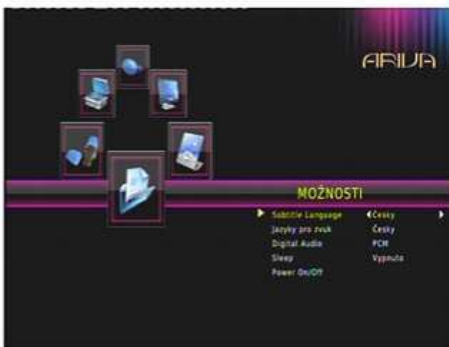 ARIVA
MOŽNOSTI
Subtitle Language Česky
Jazyky pro zvuk Česky
Digital Audio PCM
Sleep Vypnuto
Power On/Off